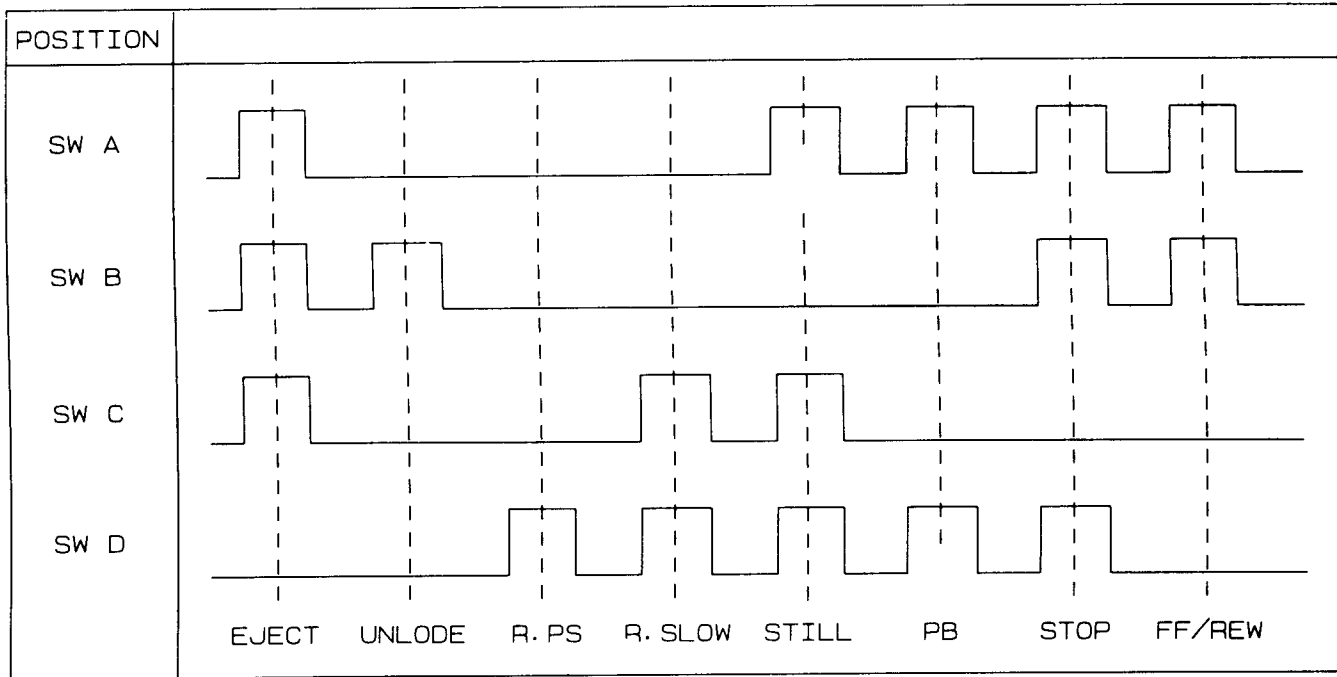 POSITION
SW A
SW B
SW C
SW D
EJECT UNLODE R.PS R.SLOW STILL PB STOP FF/REW